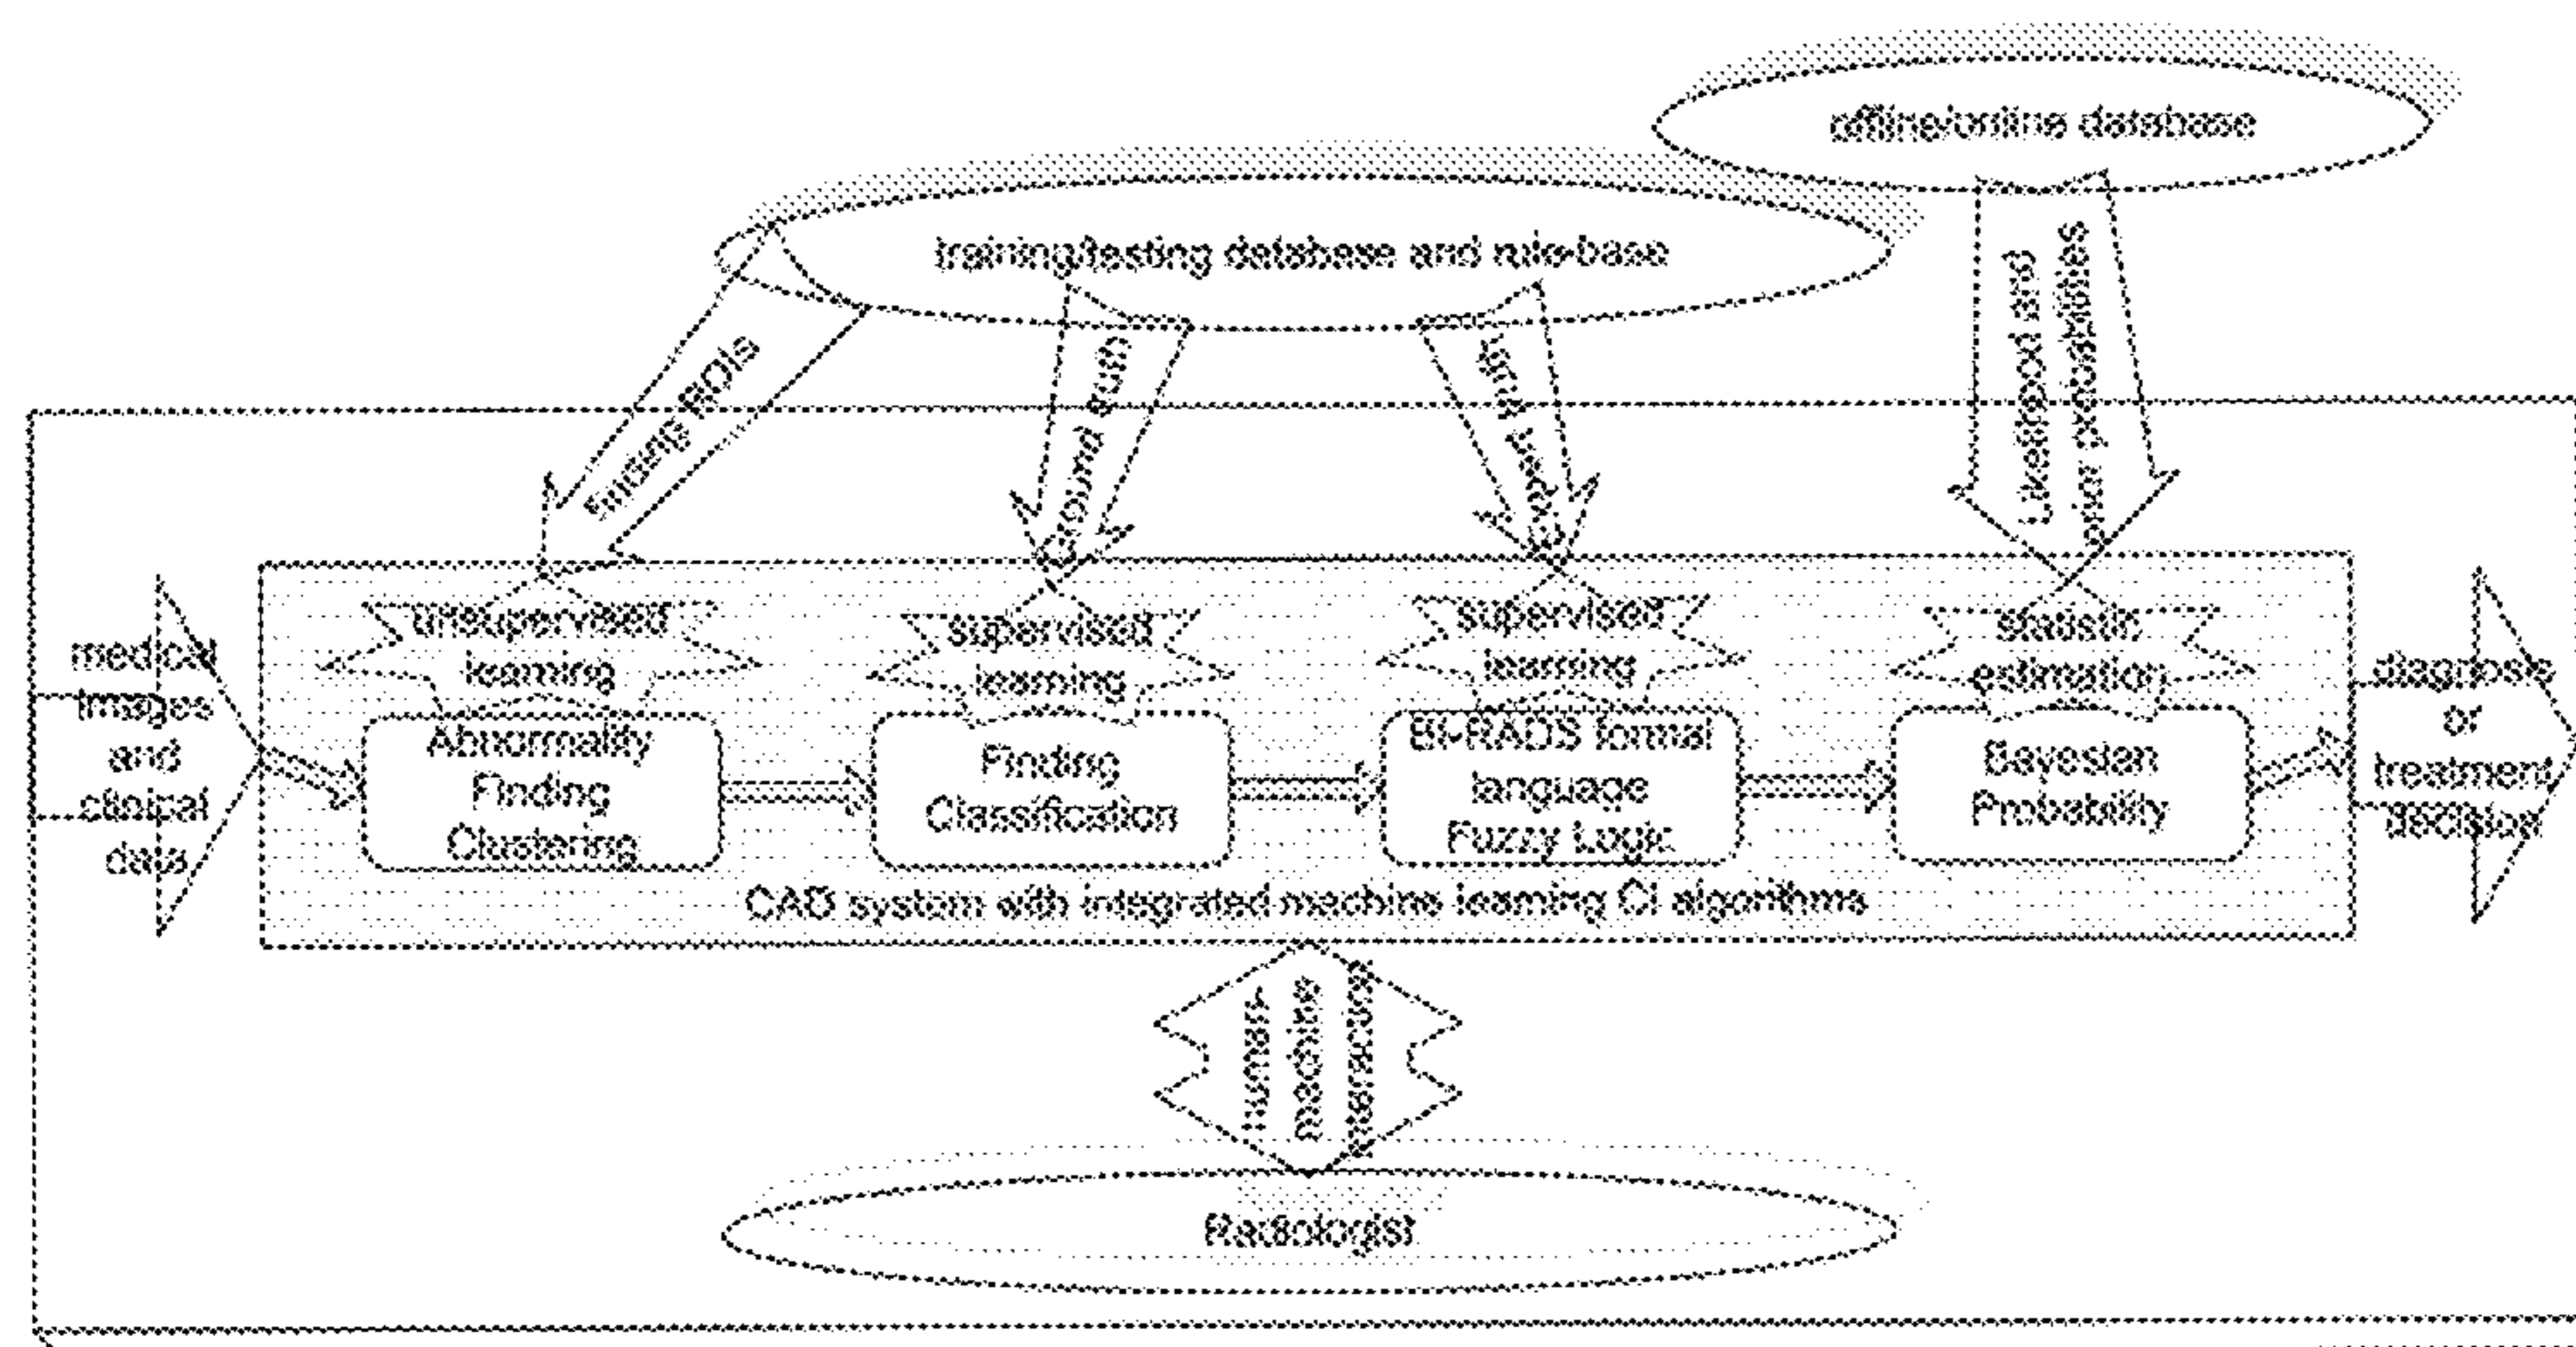 offline/online database
training/testing database and rule-base
finding ROIs
ground truth
Likelihood and
prior probabilities
unsupervised
learning
supervised
learning
supervised
learning
statistic
estimation
medical
images
and
clinical
data
Abnormality
Finding
Clustering
Finding
Classification
BI-RADS formal
language
Fuzzy Logic
Bayesian
Probability
diagnosis
or
treatment
decision
CAD system with integrated machine learning CI algorithms
human
machine
interaction
Radiologist